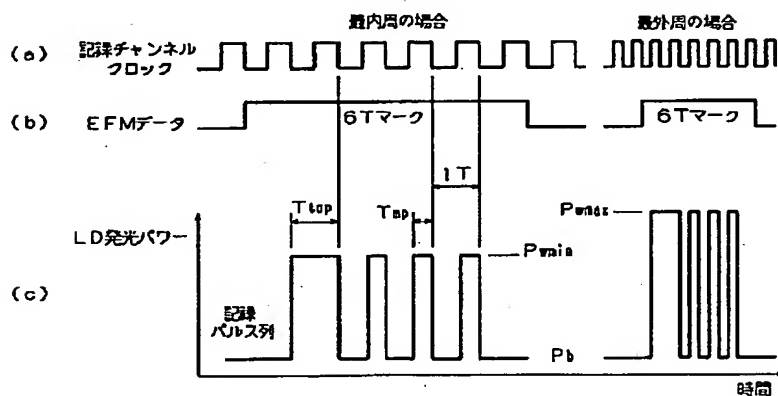 最内周の場合
最外周の場合
(a) 記録チャンネル
クロック
(b) EFMデータ
6Tマーク
6Tマーク
1T
Ttop
Tmp
Pwmax
LD発光パワー
Pwmin
(c)
記録
パルス列
Pb
時間